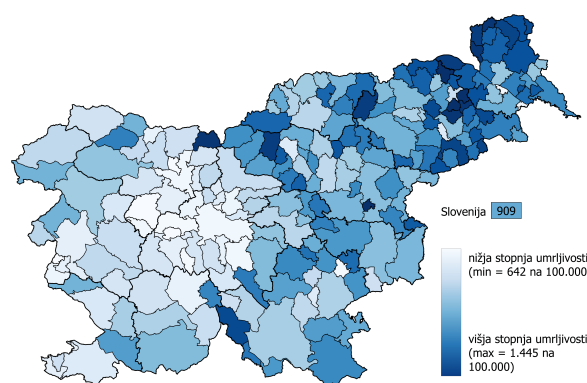 Slovenija 909
nižja stopnja umrljivosti
(min = 642 na 100.000)
višja stopnja umrljivosti
(max = 1.445 na
100.000)